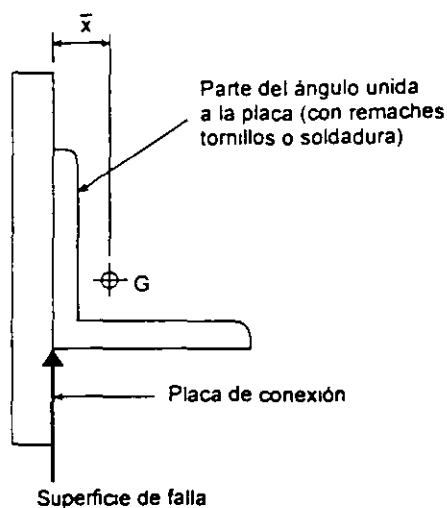 x̄
Parte del ángulo unida
a la placa (con remaches
tornillos o soldadura)
G
Placa de conexión
Superficie de falla